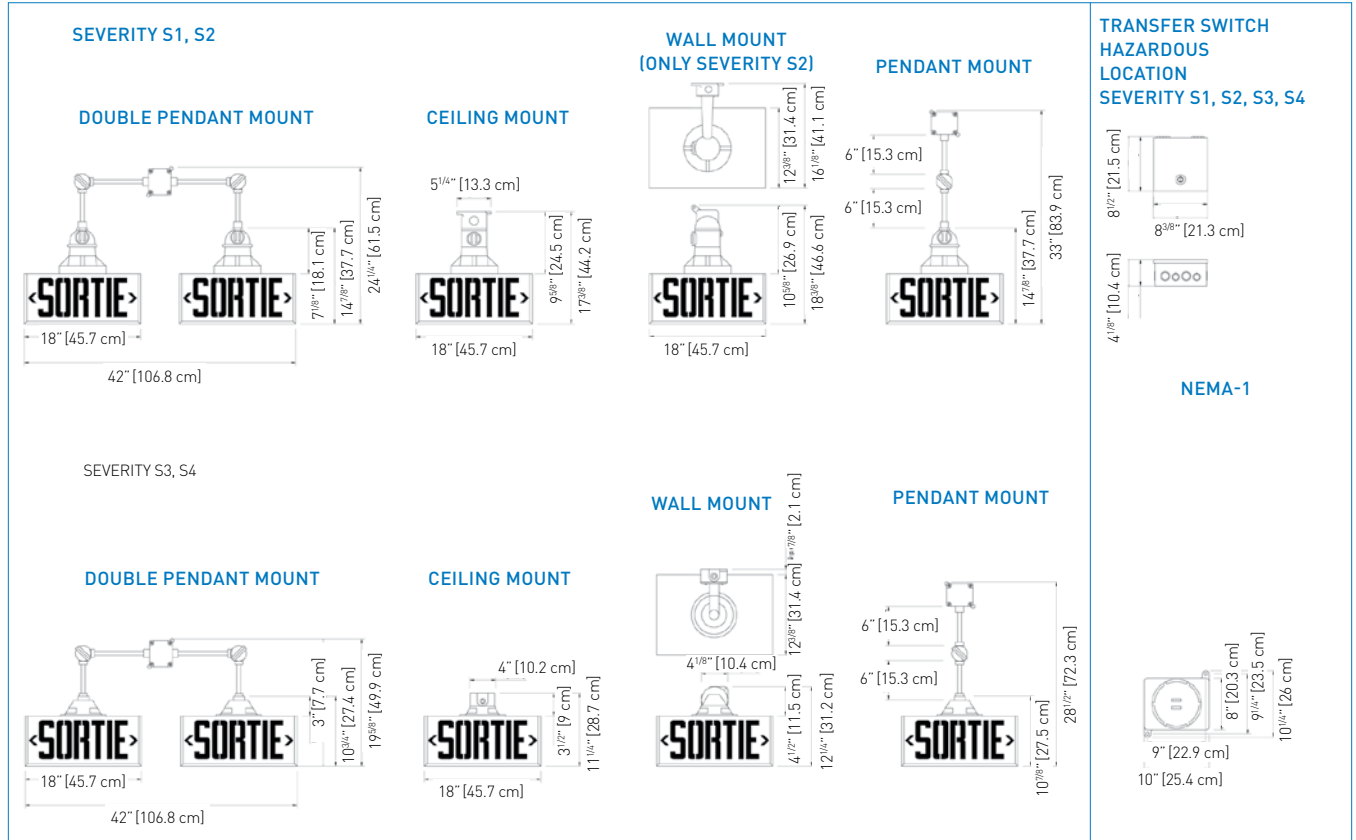 SEVERITY S1, S2
DOUBLE PENDANT MOUNT
‹SORTIE›
‹SORTIE›
18" [45.7 cm]
42" [106.8 cm]
7 1/8" [18.1 cm]
14 7/8" [37.7 cm]
24 1/4" [61.5 cm]
CEILING MOUNT
5 1/4" [13.3 cm]
‹SORTIE›
9 5/8" [24.5 cm]
17 3/8" [44.2 cm]
18" [45.7 cm]
WALL MOUNT
(ONLY SEVERITY S2)
12 3/8" [31.4 cm]
16 1/8" [41.1 cm]
‹SORTIE›
10 5/8" [26.9 cm]
18 3/8" [46.6 cm]
18" [45.7 cm]
PENDANT MOUNT
6" [15.3 cm]
6" [15.3 cm]
‹SORTIE›
14 7/8" [37.7 cm]
33" [83.9 cm]
TRANSFER SWITCH
HAZARDOUS
LOCATION
SEVERITY S1, S2, S3, S4
8 1/2" [21.5 cm]
8 3/8" [21.3 cm]
4 1/8" [10.4 cm]
NEMA-1
8" [20.3 cm]
9 1/4" [23.5 cm]
10 1/4" [26 cm]
9" [22.9 cm]
10" [25.4 cm]
SEVERITY S3, S4
DOUBLE PENDANT MOUNT
‹SORTIE›
‹SORTIE›
3" [7.7 cm]
10 3/4" [27.4 cm]
19 5/8" [49.9 cm]
18" [45.7 cm]
42" [106.8 cm]
CEILING MOUNT
4" [10.2 cm]
‹SORTIE›
3 1/2" [9 cm]
11 1/4" [28.7 cm]
18" [45.7 cm]
WALL MOUNT
7/8" [2.1 cm]
12 3/8" [31.4 cm]
4 1/8" [10.4 cm]
‹SORTIE›
4 1/2" [11.5 cm]
12 1/4" [31.2 cm]
PENDANT MOUNT
6" [15.3 cm]
6" [15.3 cm]
‹SORTIE›
10 7/8" [27.5 cm]
28 1/2" [72.3 cm]